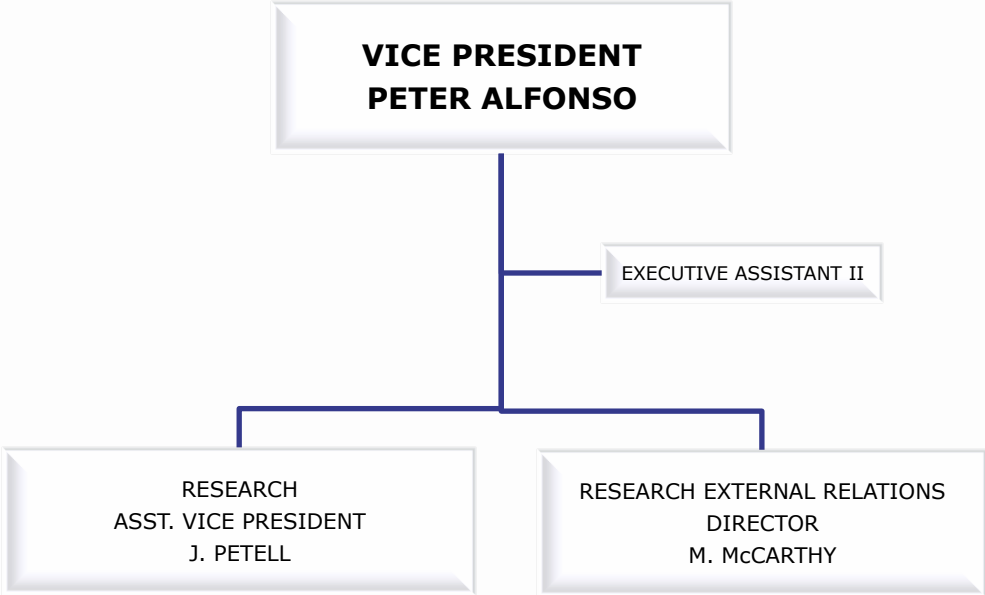 VICE PRESIDENT
PETER ALFONSO
EXECUTIVE ASSISTANT II
RESEARCH
ASST. VICE PRESIDENT
J. PETELL
RESEARCH EXTERNAL RELATIONS
DIRECTOR
M. McCARTHY